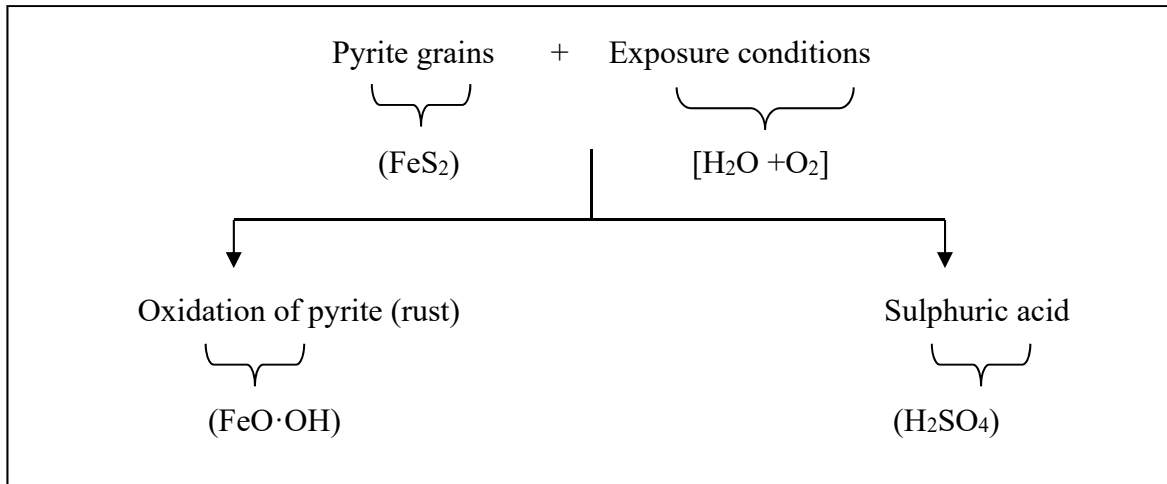 Pyrite grains + Exposure conditions
(FeS₂) [H₂O +O₂]
Oxidation of pyrite (rust) Sulphuric acid
(FeO·OH) (H₂SO₄)